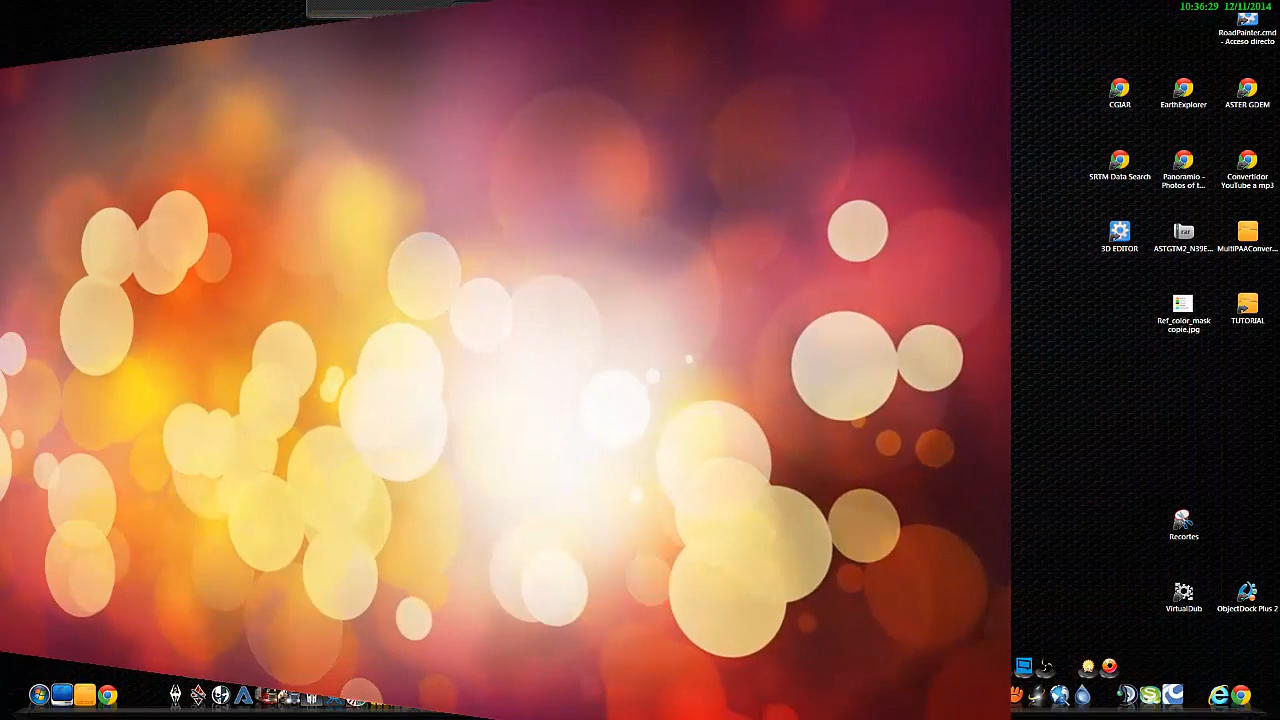 10:36:29 12/11/2014
RoadPainter.cmd
- Acceso directo
CGIAR
EarthExplorer
ASTER GDEM
SRTM Data Search
Panoramio -
Photos of t...
Convertidor
YouTube a mp3
3D EDITOR
ASTGTM2_N39E...
MultiPAAConver...
Ref_color_mask
copie.jpg
TUTORIAL
Recortes
VirtualDub
ObjectDock Plus 2